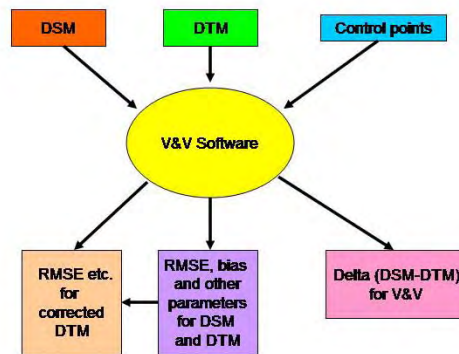 DSM
DTM
Control points
V&V Software
RMSE etc.
for
corrected
DTM
RMSE, bias
and other
parameters
for DSM
and DTM
Delta (DSM-DTM)
for V&V